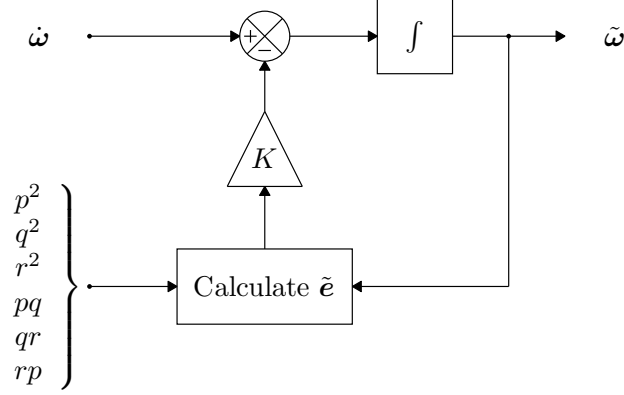 ω̇
+
−
∫
ω̃
K
p²
q²
r²
pq
qr
rp
Calculate ẽ